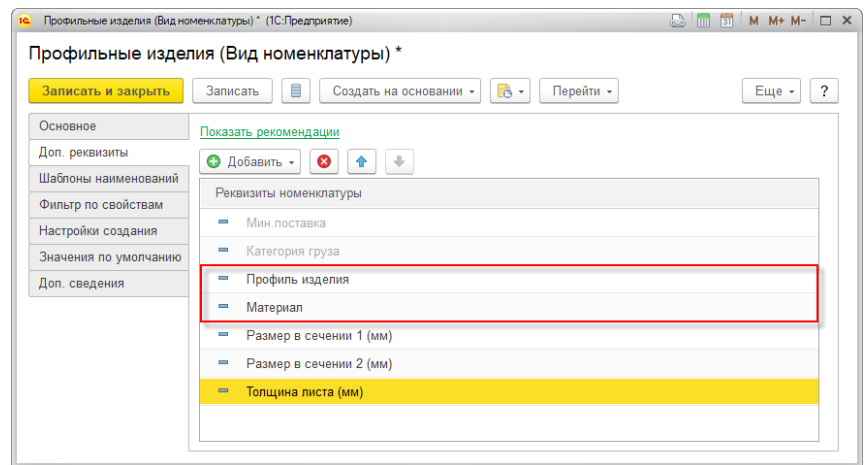 1С Профильные изделия (Вид номенклатуры) * (1С:Предприятие) 31 M M+ M-
Профильные изделия (Вид номенклатуры) *
Записать и закрыть Записать Создать на основании Перейти Еще ?
Основное
Показать рекомендации
Доп. реквизиты
Добавить
Шаблоны наименований
Реквизиты номенклатуры
Фильтр по свойствам
Мин.поставка
Настройки создания
Категория груза
Значения по умолчанию
Профиль изделия
Доп. сведения
Материал
Размер в сечении 1 (мм)
Размер в сечении 2 (мм)
Толщина листа (мм)